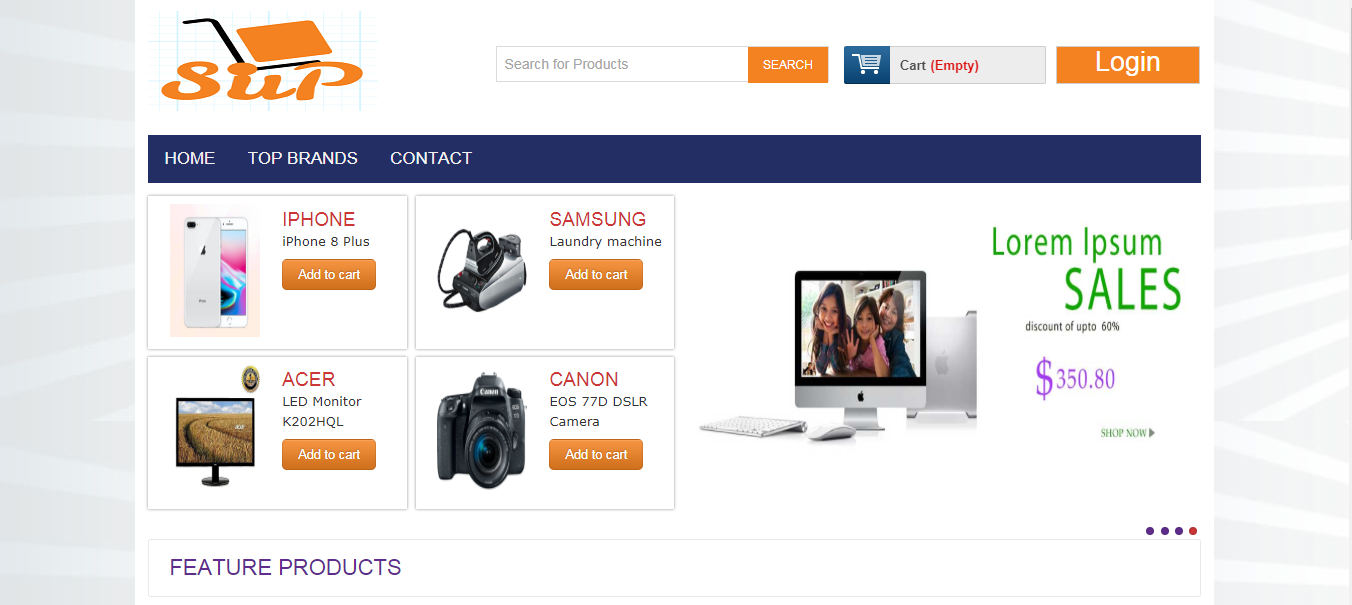 SuP
Search for Products
SEARCH
Cart (Empty)
Login
HOME
TOP BRANDS
CONTACT
IPHONE
iPhone 8 Plus
Add to cart
SAMSUNG
Laundry machine
Add to cart
Lorem Ipsum
SALES
discount of upto 60%
$350.80
SHOP NOW
ACER
LED Monitor
K202HQL
Add to cart
CANON
EOS 77D DSLR
Camera
Add to cart
Canon
FEATURE PRODUCTS